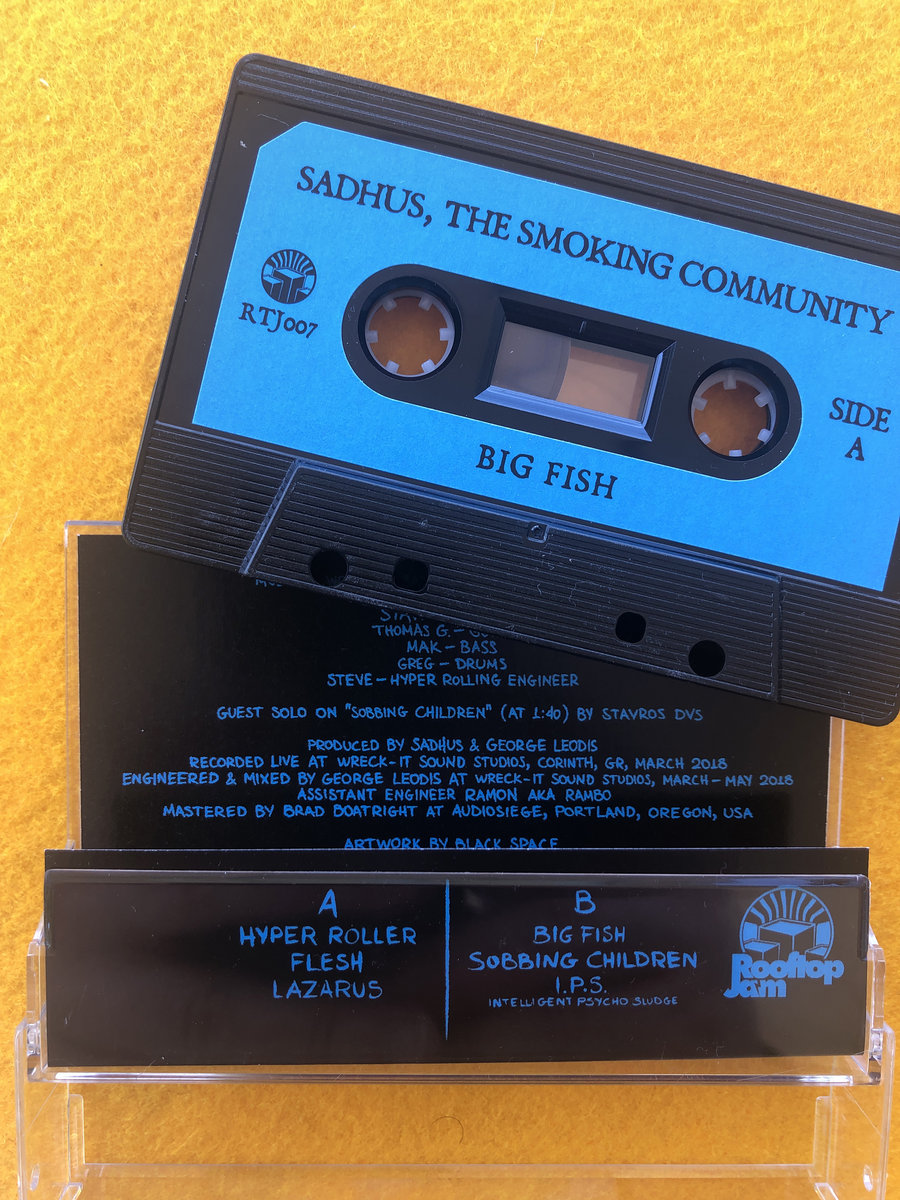 SADHUS, THE SMOKING COMMUNITY
RTJ007
SIDE
A
BIG FISH
THOMAS G. –
MAK – BASS
GREG – DRUMS
STEVE – HYPER ROLLING ENGINEER
GUEST SOLO ON "SOBBING CHILDREN" (AT 1:40) BY STAVROS DVS
PRODUCED BY SADHUS & GEORGE LEODIS
RECORDED LIVE AT WRECK-IT SOUND STUDIOS, CORINTH, GR, MARCH 2018
ENGINEERED & MIXED BY GEORGE LEODIS AT WRECK-IT SOUND STUDIOS, MARCH – MAY 2018
ASSISTANT ENGINEER RAMON AKA RAMBO
MASTERED BY BRAD BOATRIGHT AT AUDIOSIEGE, PORTLAND, OREGON, USA
ARTWORK BY BLACK SPACE
A
HYPER ROLLER
FLESH
LAZARUS
B
BIG FISH
SOBBING CHILDREN
I.P.S.
INTELLIGENT PSYCHO SLUDGE
Rooftop
Jam